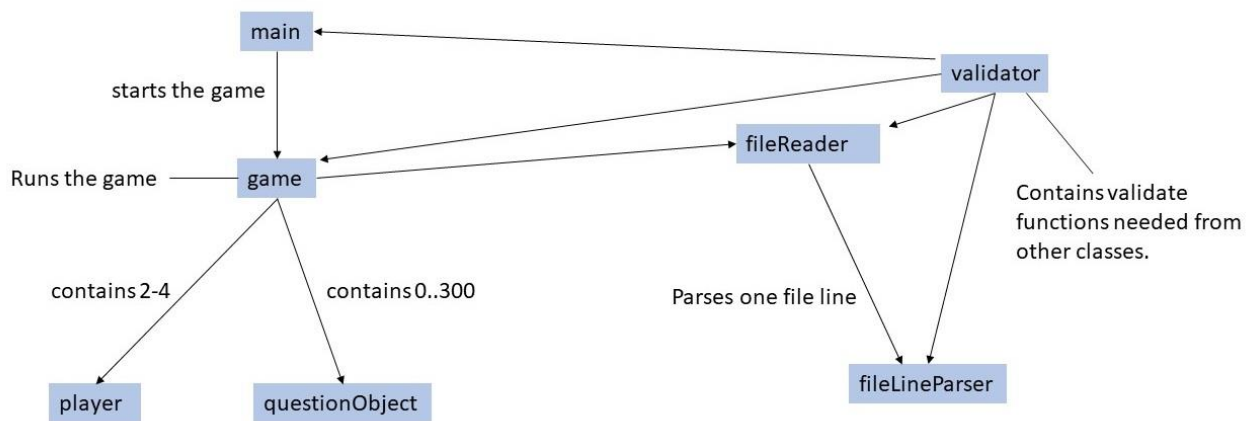 main
validator
starts the game
fileReader
Runs the game
game
Contains validate
functions needed from
other classes.
contains 2-4
contains 0..300
Parses one file line
fileLineParser
player
questionObject